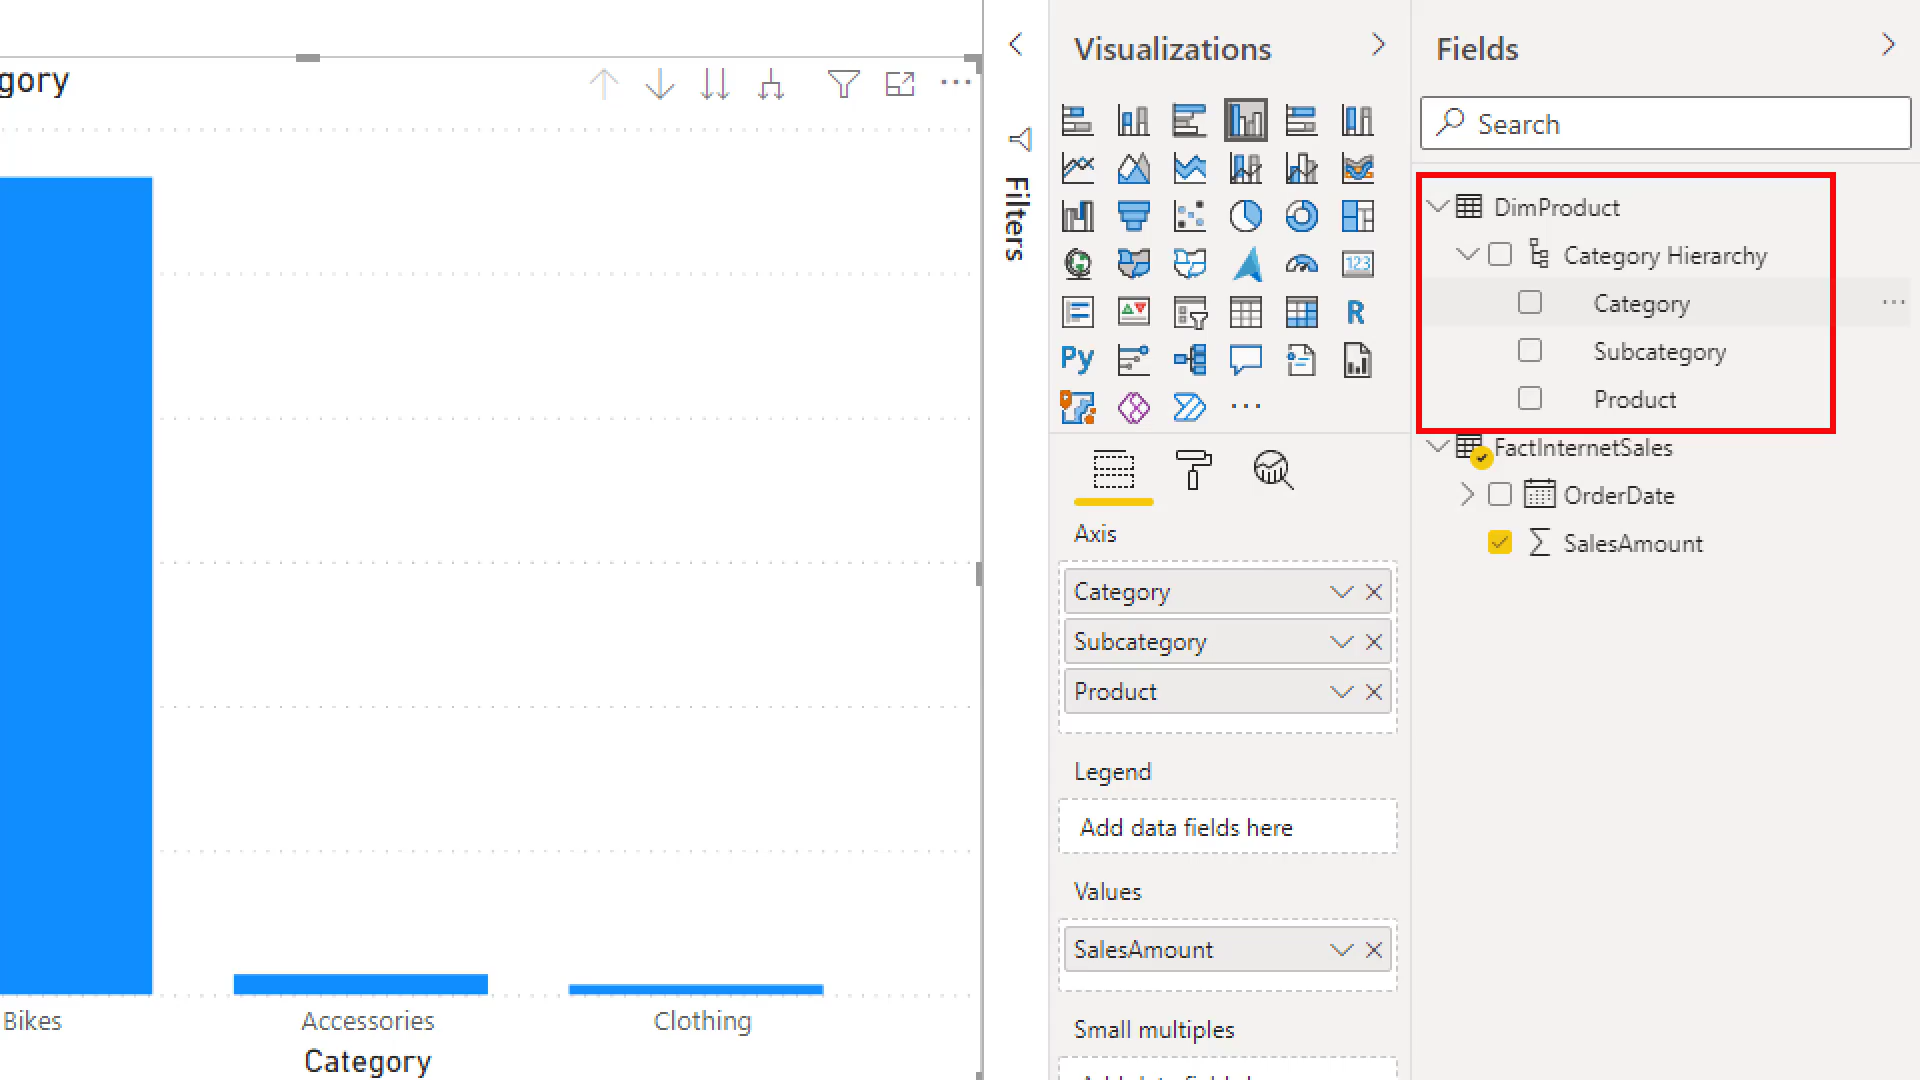 gory
Bikes
Accessories
Clothing
Category
Filters
Visualizations
123
R
Py
Axis
Category
Subcategory
Product
Legend
Add data fields here
Values
SalesAmount
Small multiples
Fields
Search
DimProduct
Category Hierarchy
Category
Subcategory
Product
FactInternetSales
OrderDate
SalesAmount